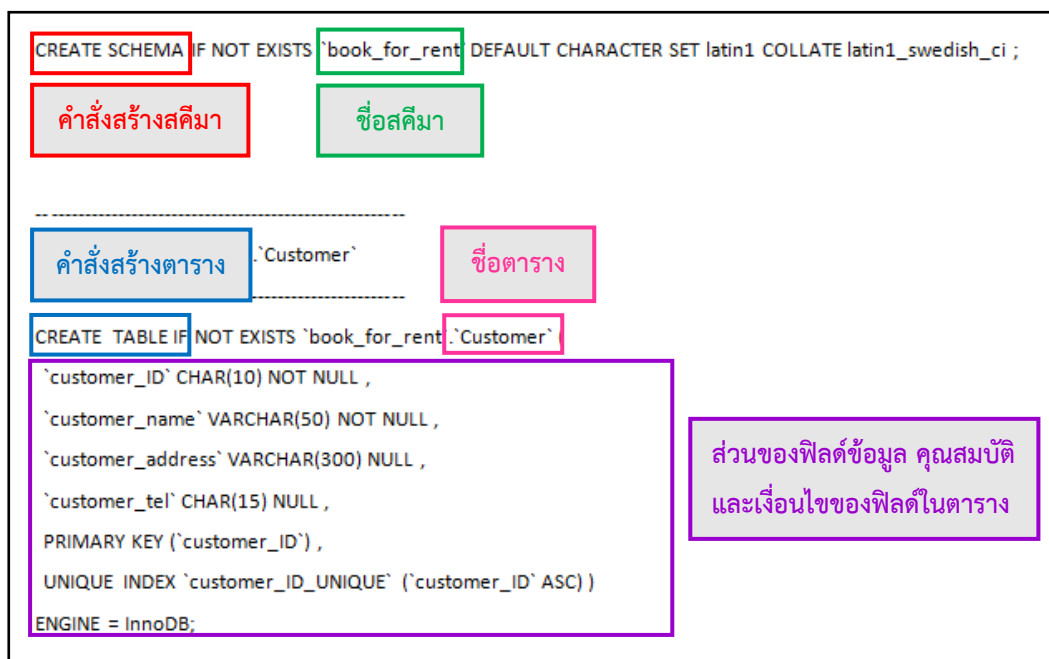 CREATE SCHEMA IF NOT EXISTS `book_for_rent` DEFAULT CHARACTER SET latin1 COLLATE latin1_swedish_ci ;
คำสั่งสร้างสคีมา
ชื่อสคีมา
-- -----------------------------------------------------
คำสั่งสร้างตาราง
.`Customer`
ชื่อตาราง
-----------------------
CREATE  TABLE IF NOT EXISTS `book_for_rent`.`Customer` (
`customer_ID` CHAR(10) NOT NULL ,
`customer_name` VARCHAR(50) NOT NULL ,
`customer_address` VARCHAR(300) NULL ,
`customer_tel` CHAR(15) NULL ,
PRIMARY KEY (`customer_ID`) ,
UNIQUE INDEX `customer_ID_UNIQUE` (`customer_ID` ASC) )
ENGINE = InnoDB;
ส่วนของฟิลด์ข้อมูล คุณสมบัติ
และเงื่อนไขของฟิลด์ในตาราง